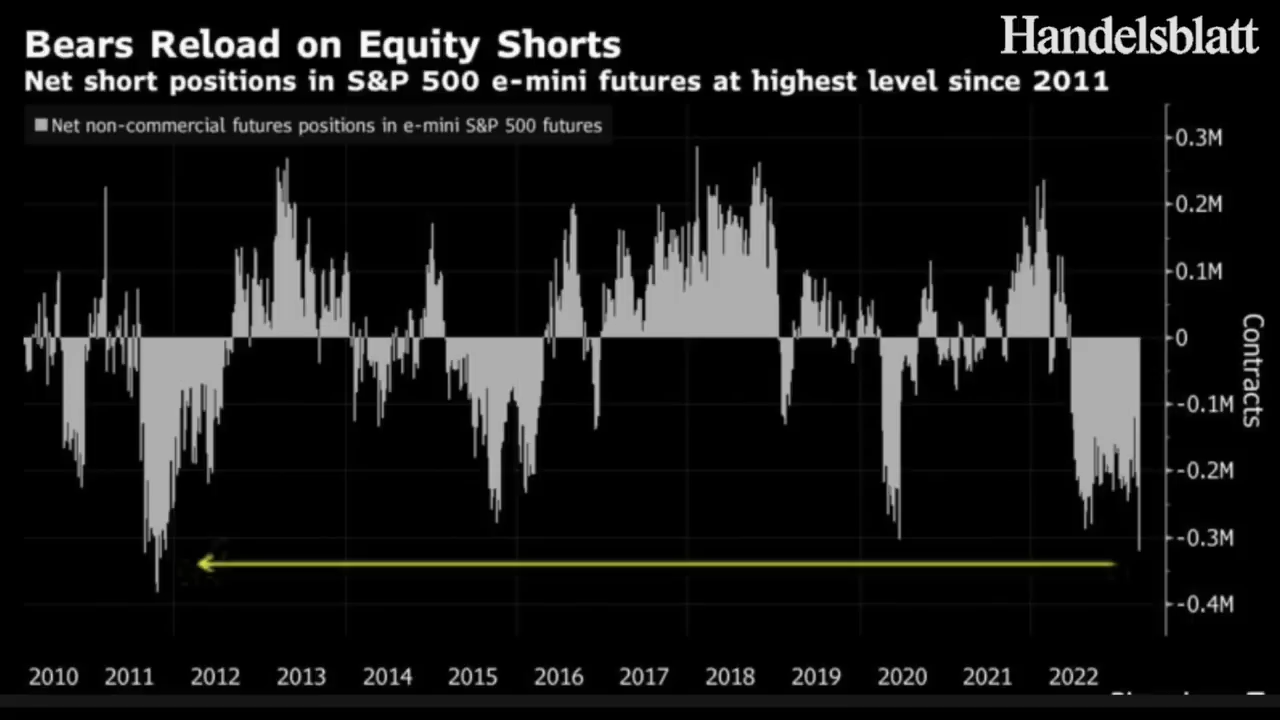 Handelsblatt
Bears Reload on Equity Shorts
Net short positions in S&P 500 e-mini futures at highest level since 2011
Net non-commercial futures positions in e-mini S&P 500 futures
0.3M
0.2M
0.1M
0
-0.1M
-0.2M
-0.3M
-0.4M
Contracts
2010 2011 2012 2013 2014 2015 2016 2017 2018 2019 2020 2021 2022